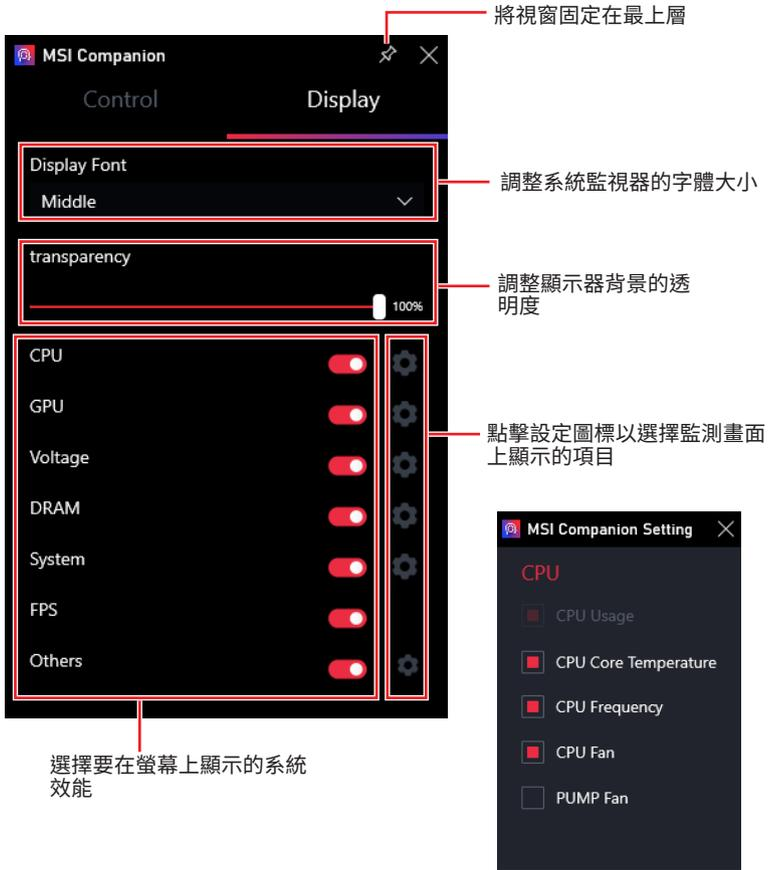 將視窗固定在最上層
MSI Companion
Control
Display
Display Font
Middle
調整系統監視器的字體大小
transparency
100%
調整顯示器背景的透
明度
CPU
GPU
Voltage
DRAM
System
FPS
Others
點擊設定圖標以選擇監測畫面
上顯示的項目
選擇要在螢幕上顯示的系統
效能
MSI Companion Setting
CPU
CPU Usage
CPU Core Temperature
CPU Frequency
CPU Fan
PUMP Fan